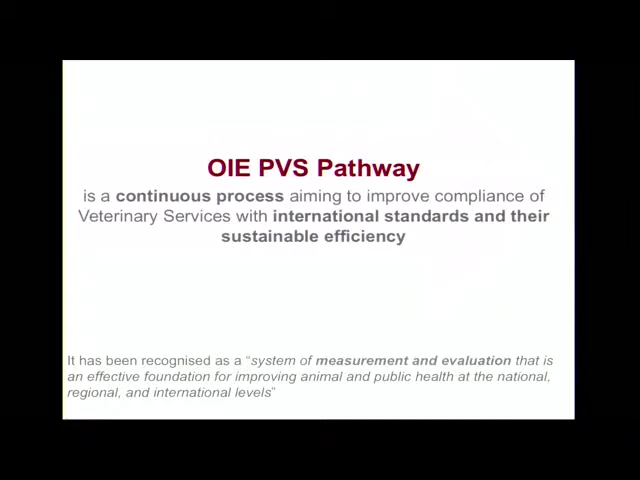 OIE PVS Pathway
is a continuous process aiming to improve compliance of
Veterinary Services with international standards and their
sustainable efficiency
It has been recognised as a “system of measurement and evaluation that is
an effective foundation for improving animal and public health at the national,
regional, and international levels”